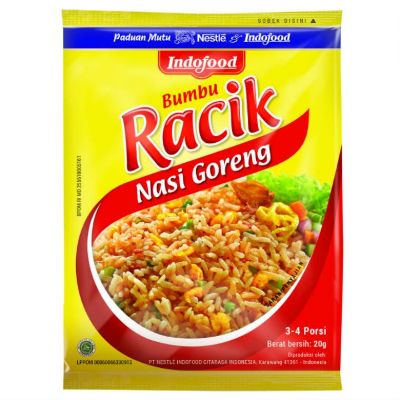 SOBEK DISINI
Paduan Mutu Nestlé & Indofood
Indofood
Bumbu
Racik
Nasi Goreng
3-4 Porsi
Berat bersih: 20g
Diproduksi oleh:
PT NESTLE INDOFOOD CITARASA INDONESIA, Karawang 41361 - Indonesia